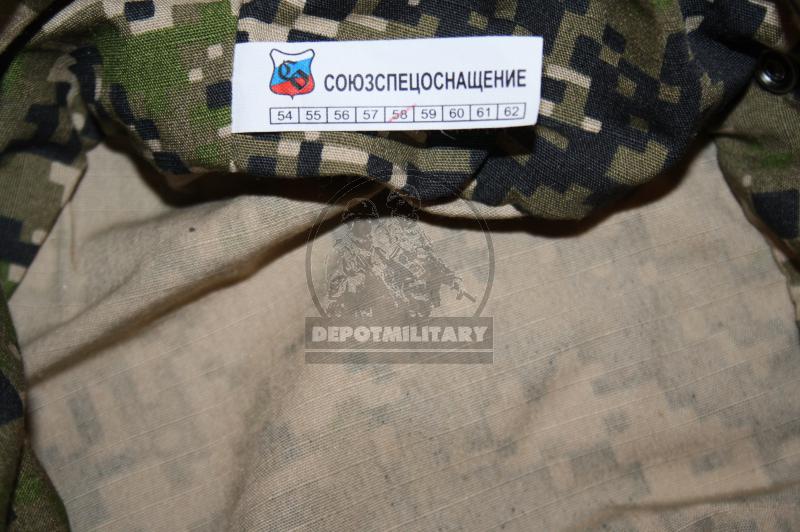 СОЮЗСПЕЦОСНАЩЕНИЕ
54 55 56 57 58 59 60 61 62
DEPOTMILITARY